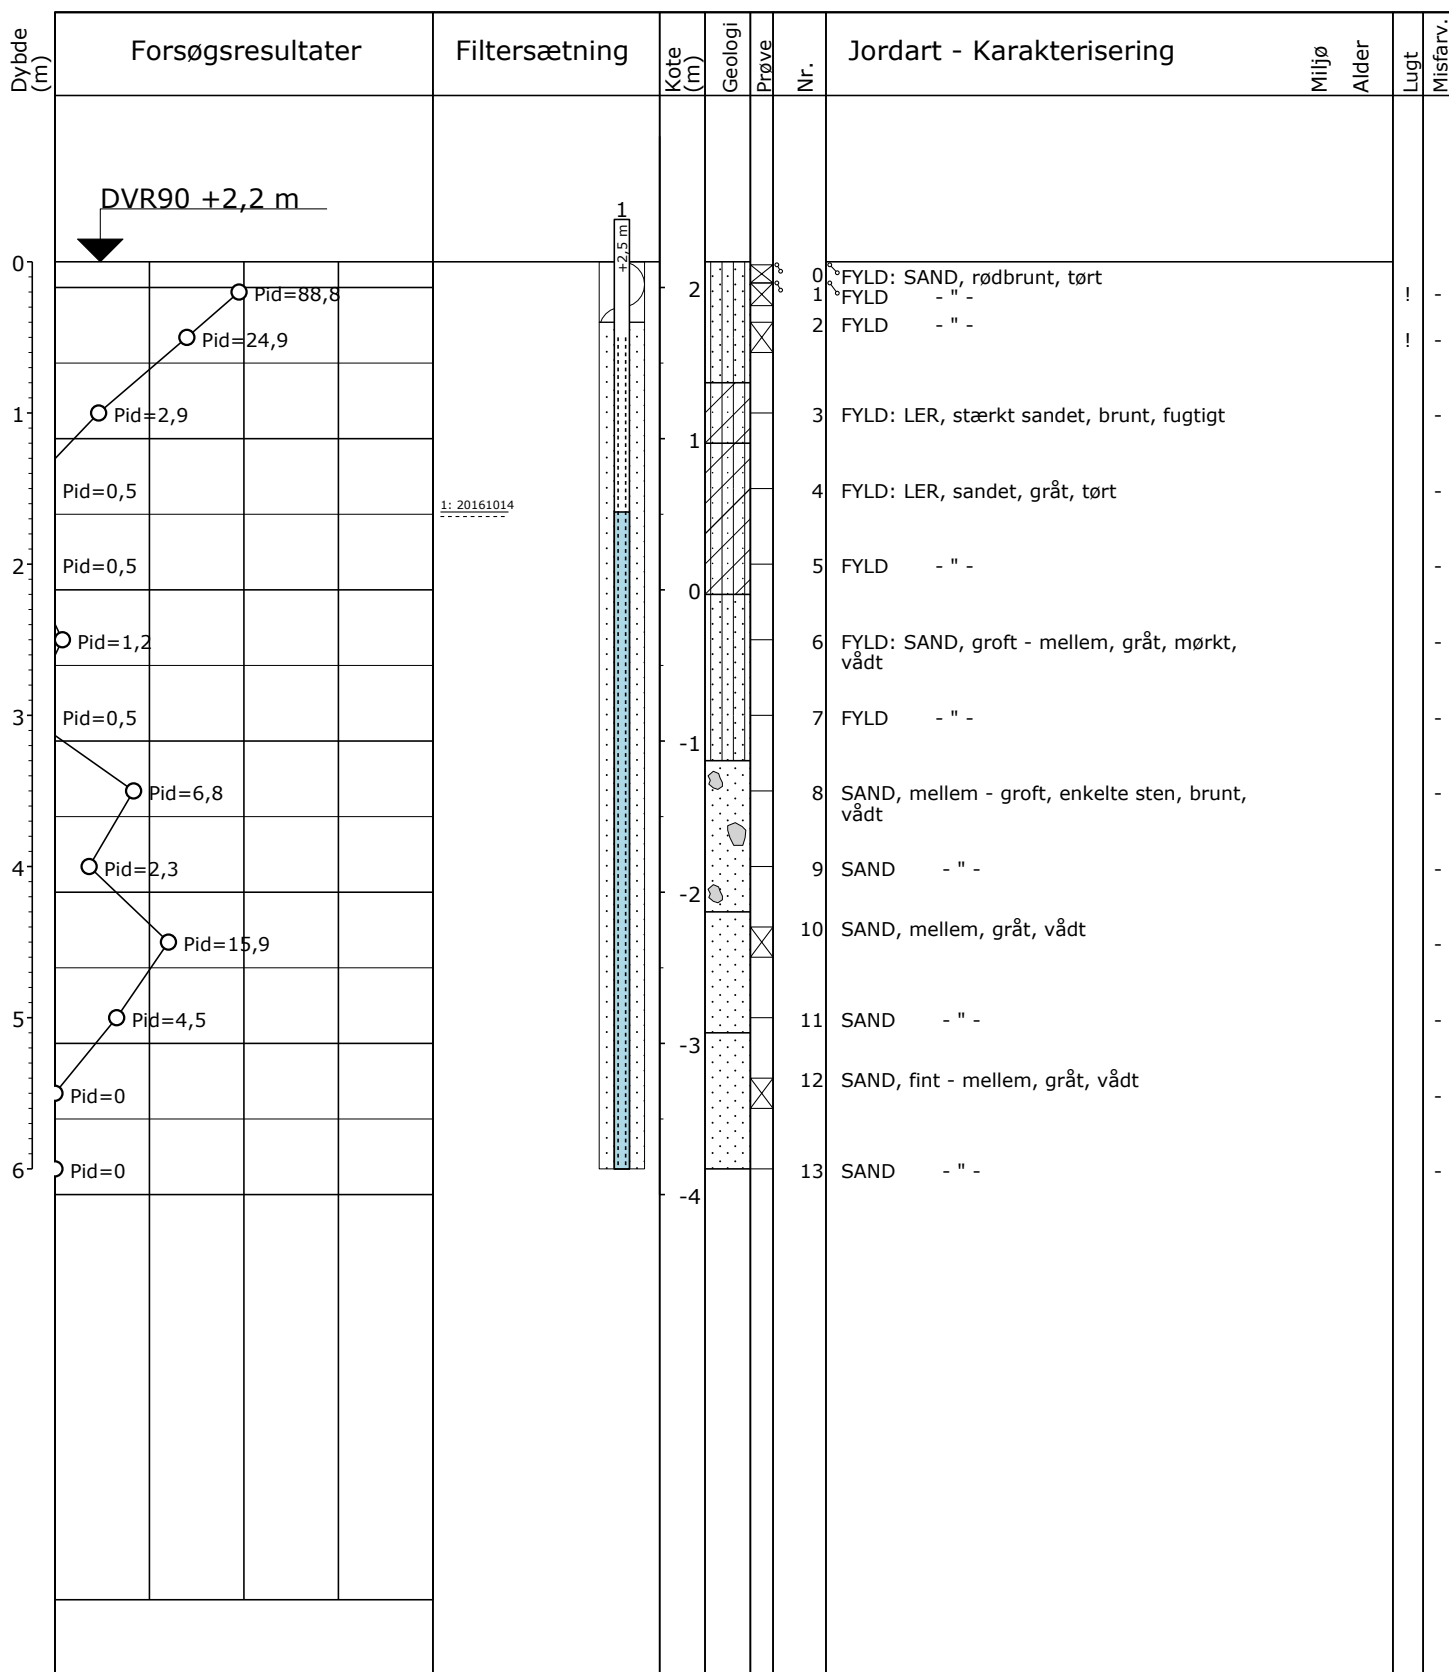 Dybde (m)
Forsøgsresultater
Filtersætning
Kote (m)
Geologi
Prøve
Nr.
Jordart - Karakterisering
Miljø
Alder
Lugt
Misfarv.
DVR90 +2,2 m
1
+2,5 m
0
0 FYLD: SAND, rødbrunt, tørt
Pid=88,8
2
1 FYLD - " - ! -
2 FYLD - " -
Pid=24,9
! -
1
Pid=2,9
3 FYLD: LER, stærkt sandet, brunt, fugtigt -
1
Pid=0,5
4 FYLD: LER, sandet, gråt, tørt -
1: 20161014
2
Pid=0,5
5 FYLD - " - -
0
Pid=1,2
6 FYLD: SAND, groft - mellem, gråt, mørkt, -
vådt
3
Pid=0,5
7 FYLD - " - -
-1
Pid=6,8
8 SAND, mellem - groft, enkelte sten, brunt, -
vådt
4
Pid=2,3
9 SAND - " - -
-2
10 SAND, mellem, gråt, vådt
Pid=15,9
-
5
Pid=4,5
11 SAND - " - -
-3
12 SAND, fint - mellem, gråt, vådt
Pid=0
-
6
Pid=0
13 SAND - " - -
-4